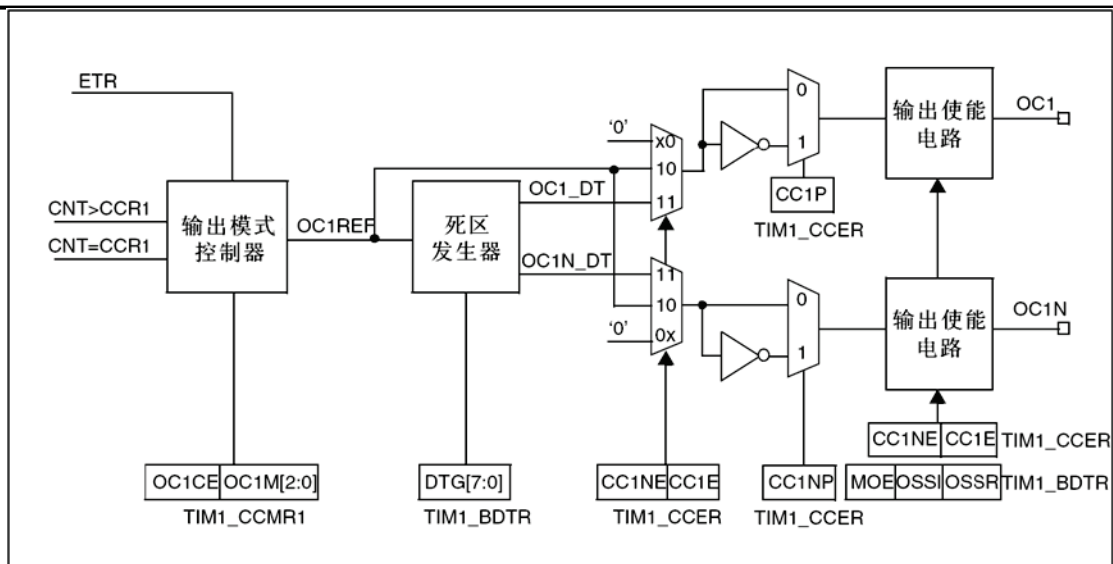 ETR
CNT>CCR1
CNT=CCR1
输出模式
控制器
OC1REF
死区
发生器
OC1_DT
OC1N_DT
'0'
x0
10
11
11
10
0x
'0'
0
1
CC1P
TIM1_CCER
0
1
输出使能
电路
OC1
输出使能
电路
OC1N
CC1NE CC1E TIM1_CCER
OC1CE OC1M[2:0]
TIM1_CCMR1
DTG[7:0]
TIM1_BDTR
CC1NE CC1E
TIM1_CCER
CC1NP
TIM1_CCER
MOE OSSI OSSR TIM1_BDTR